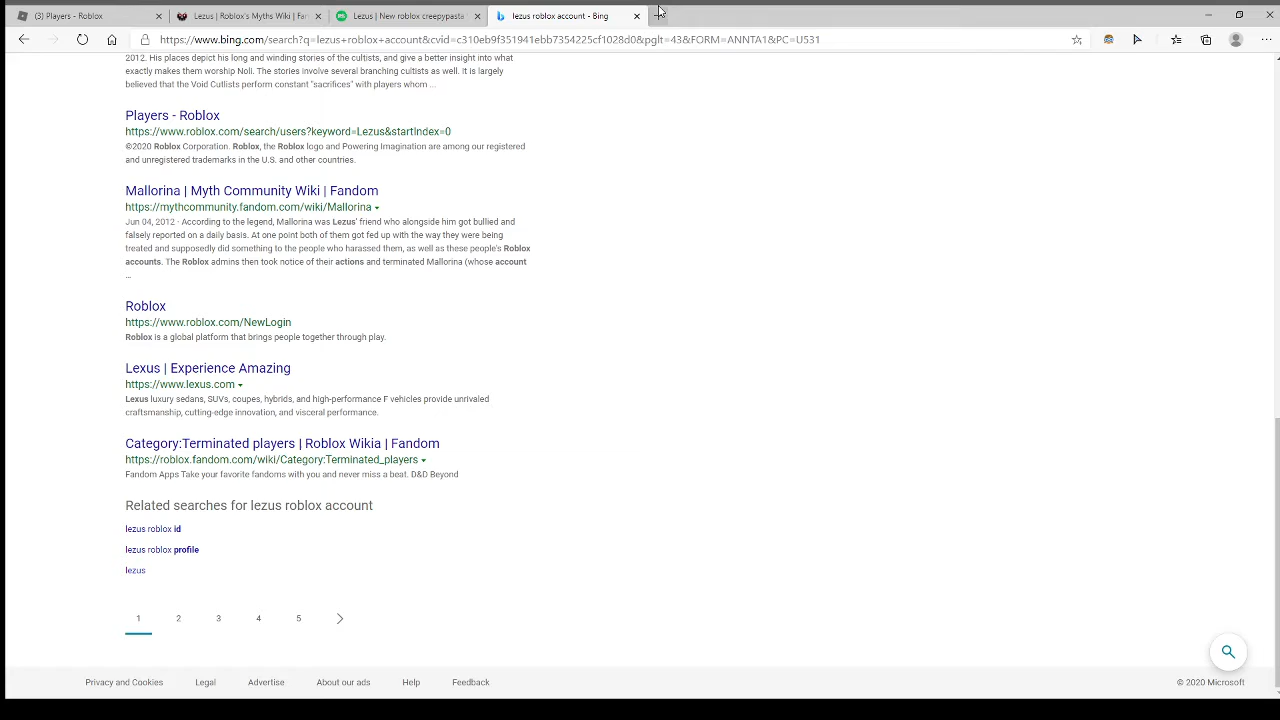 (3) Players - Roblox
Lezus | Roblox's Myths Wiki | Fan
Lezus | New roblox creepypasta
lezus roblox account - Bing
https://www.bing.com/search?q=lezus+roblox+account&cvid=c310eb9f351941ebb7354225cf1028d0&pglt=43&FORM=ANNTA1&PC=U531
2012. His places depict his long and winding stories of the cultists, and give a better insight into what
exactly makes them worship Noli. The stories involve several branching cultists as well. It is largely
believed that the Void Cutlists perform constant "sacrifices" with players whom ...
Players - Roblox
https://www.roblox.com/search/users?keyword=Lezus&startIndex=0
©2020 Roblox Corporation. Roblox, the Roblox logo and Powering Imagination are among our registered
and unregistered trademarks in the U.S. and other countries.
Mallorina | Myth Community Wiki | Fandom
https://mythcommunity.fandom.com/wiki/Mallorina
Jun 04, 2012 · According to the legend, Mallorina was Lezus' friend who alongside him got bullied and
falsely reported on a daily basis. At one point both of them got fed up with the way they were being
treated and supposedly did something to the people who harassed them, as well as these people's Roblox
accounts. The Roblox admins then took notice of their actions and terminated Mallorina (whose account
...
Roblox
https://www.roblox.com/NewLogin
Roblox is a global platform that brings people together through play.
Lexus | Experience Amazing
https://www.lexus.com
Lexus luxury sedans, SUVs, coupes, hybrids, and high-performance F vehicles provide unrivaled
craftsmanship, cutting-edge innovation, and visceral performance.
Category:Terminated players | Roblox Wikia | Fandom
https://roblox.fandom.com/wiki/Category:Terminated_players
Fandom Apps Take your favorite fandoms with you and never miss a beat. D&D Beyond
Related searches for lezus roblox account
lezus roblox id
lezus roblox profile
lezus
1 2 3 4 5
Privacy and Cookies Legal Advertise About our ads Help Feedback © 2020 Microsoft